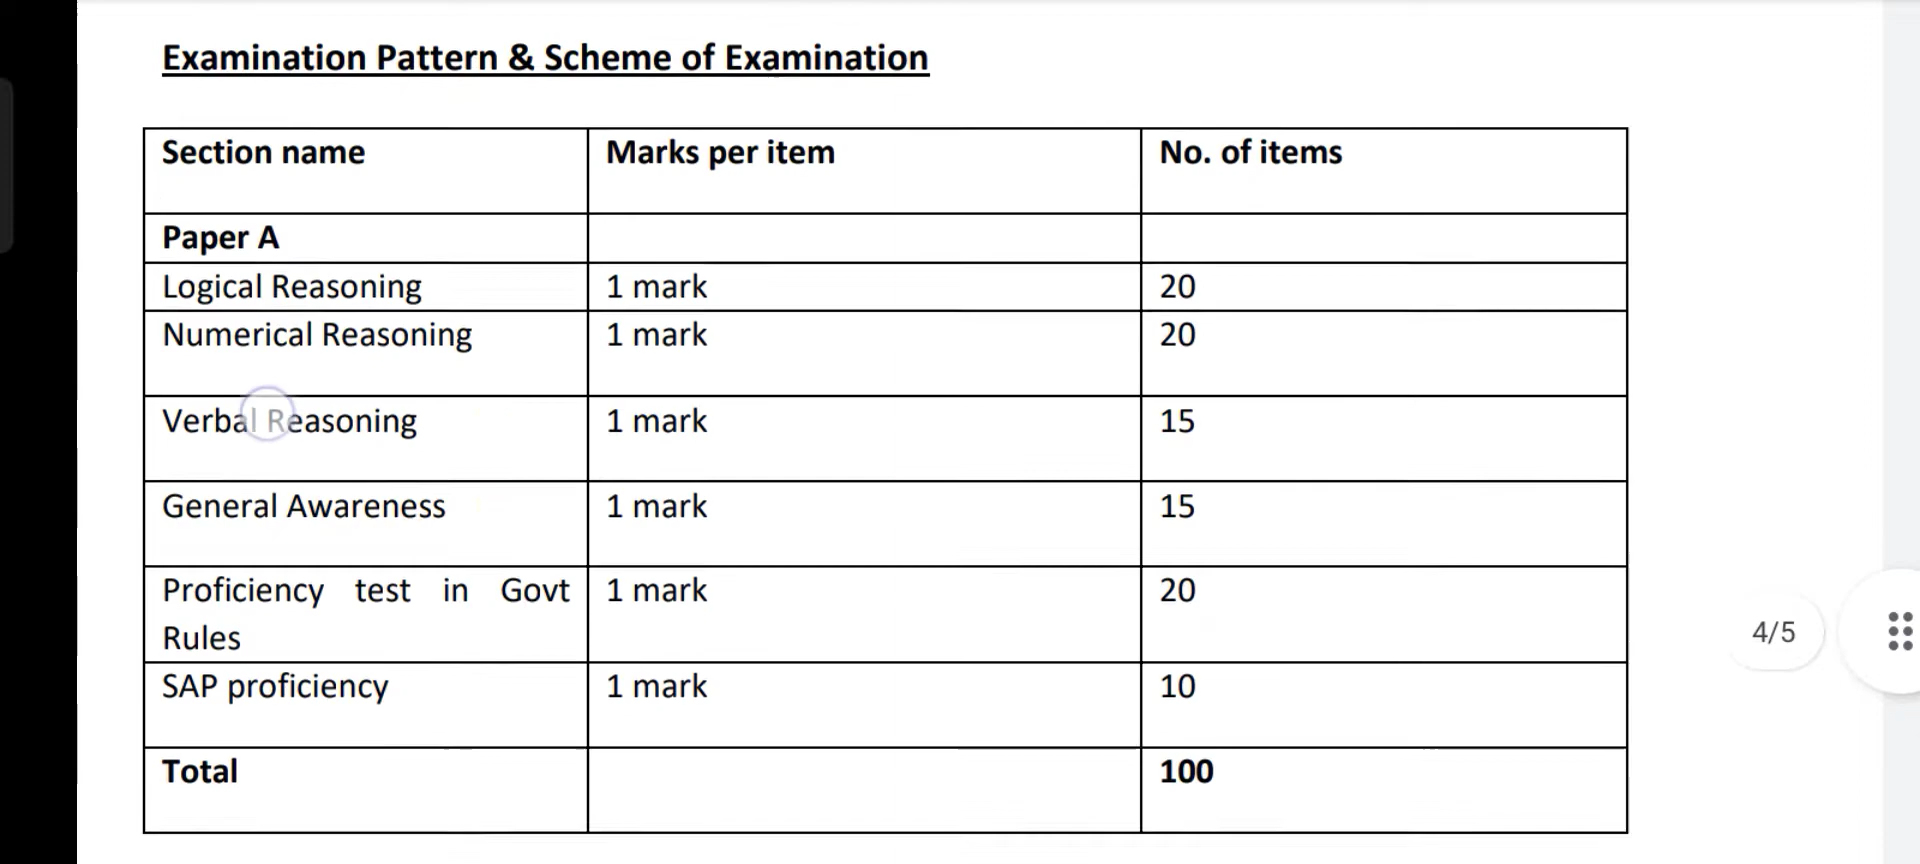 Examination Pattern & Scheme of Examination
Section name Marks per item No. of items
Paper A
Logical Reasoning 1 mark 20
Numerical Reasoning 1 mark 20
Verbal Reasoning 1 mark 15
General Awareness 1 mark 15
Proficiency test in Govt 1 mark 20
Rules
4/5
SAP proficiency 1 mark 10
Total 100